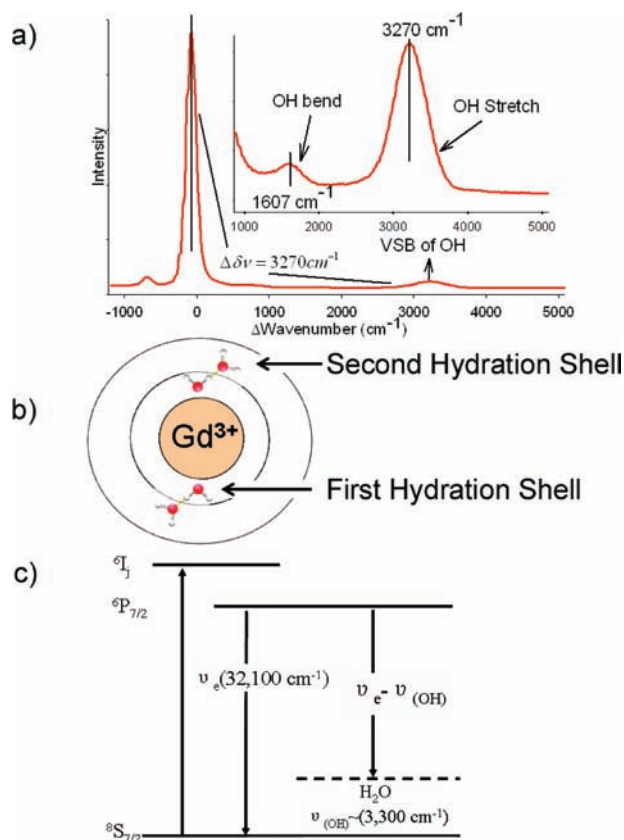 a)
3270 cm⁻¹
OH bend
OH Stretch
1607 cm⁻¹
1000 2000 3000 4000 5000
VSB of OH
Δδν = 3270cm⁻¹
Intensity
-1000 0 1000 2000 3000 4000 5000
ΔWavenumber (cm⁻¹)
b)
Second Hydration Shell
Gd³⁺
First Hydration Shell
c)
⁶Iⱼ
⁶P₇/₂
υ e(32,100 cm⁻¹)
υ e- υ (OH)
H₂O
υ (OH)~(3,300 cm⁻¹)
⁸S₇/₂